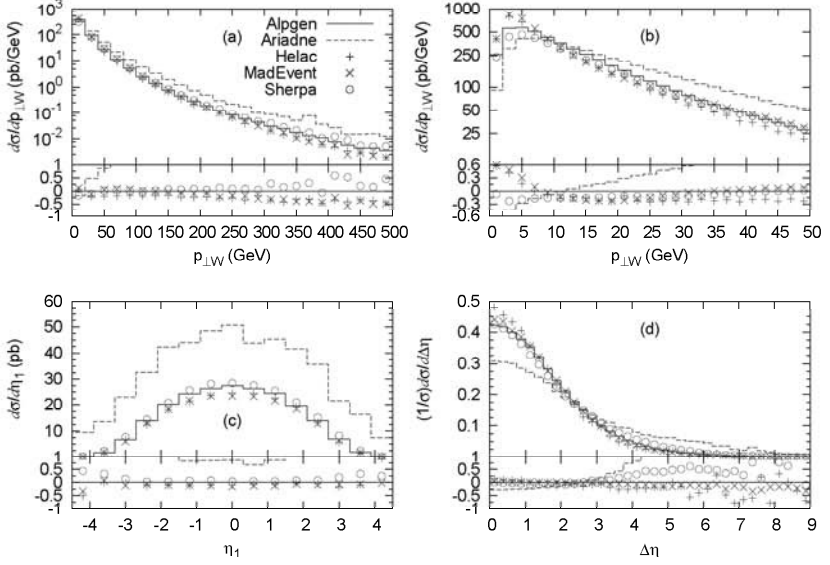 10³
10²
10¹
10⁰
10⁻¹
10⁻²
1
0.5
0
-0.5
-1
dσ/dp⊥W (pb/GeV)
(a)
Alpgen
Ariadne
Helac
MadEvent
Sherpa
0 50 100 150 200 250 300 350 400 450 500
p⊥W (GeV)
1000
500
250
100
50
25
0.6
0.3
0
-0.3
-0.6
dσ/dp⊥W (pb/GeV)
(b)
0 5 10 15 20 25 30 35 40 45 50
p⊥W (GeV)
60
50
40
30
20
10
1
0.5
0
-0.5
-1
dσ/dη₁ (pb)
(c)
-4 -3 -2 -1 0 1 2 3 4
η₁
0.5
0.4
0.3
0.2
0.1
1
0.5
0
-0.5
-1
(1/σ)dσ/dΔη
(d)
0 1 2 3 4 5 6 7 8 9
Δη